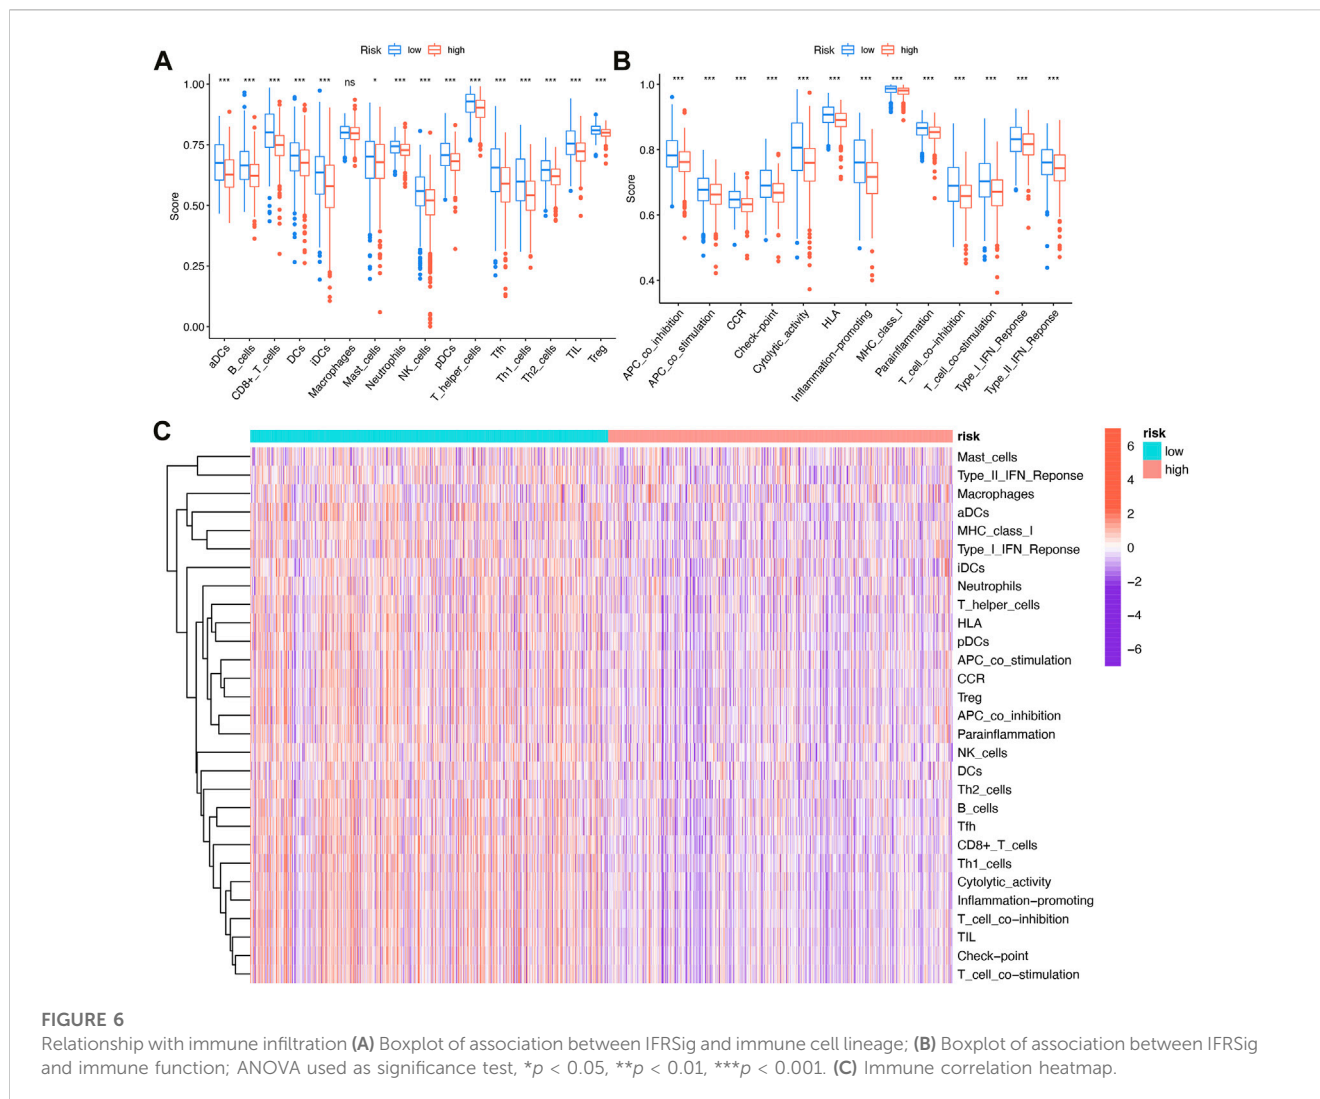 A
Risk low high
*** *** *** *** *** ns * *** *** *** *** *** *** *** *** ***
1.00
0.75
0.50
0.25
0.00
Score
aDCs
B_cells
CD8+_T_cells
DCs
iDCs
Macrophages
Mast_cells
Neutrophils
NK_cells
pDCs
T_helper_cells
Tfh
Th1_cells
Th2_cells
TIL
Treg
B
Risk low high
*** *** *** *** *** *** *** *** *** *** *** *** ***
1.0
0.8
0.6
0.4
Score
APC_co_inhibition
APC_co_stimulation
CCR
Check-point
Cytolytic_activity
HLA
Inflammation-promoting
MHC_class_I
Parainflammation
T_cell_co-inhibition
T_cell_co-stimulation
Type_I_IFN_Reponse
Type_II_IFN_Reponse
C
risk
Mast_cells
Type_II_IFN_Reponse
Macrophages
aDCs
MHC_class_I
Type_I_IFN_Reponse
iDCs
Neutrophils
T_helper_cells
HLA
pDCs
APC_co_stimulation
CCR
Treg
APC_co_inhibition
Parainflammation
NK_cells
DCs
Th2_cells
B_cells
Tfh
CD8+_T_cells
Th1_cells
Cytolytic_activity
Inflammation-promoting
T_cell_co-inhibition
TIL
Check-point
T_cell_co-stimulation
6
4
2
0
-2
-4
-6
risk
low
high
FIGURE 6
Relationship with immune infiltration (A) Boxplot of association between IFRSig and immune cell lineage; (B) Boxplot of association between IFRSig
and immune function; ANOVA used as significance test, *p < 0.05, **p < 0.01, ***p < 0.001. (C) Immune correlation heatmap.